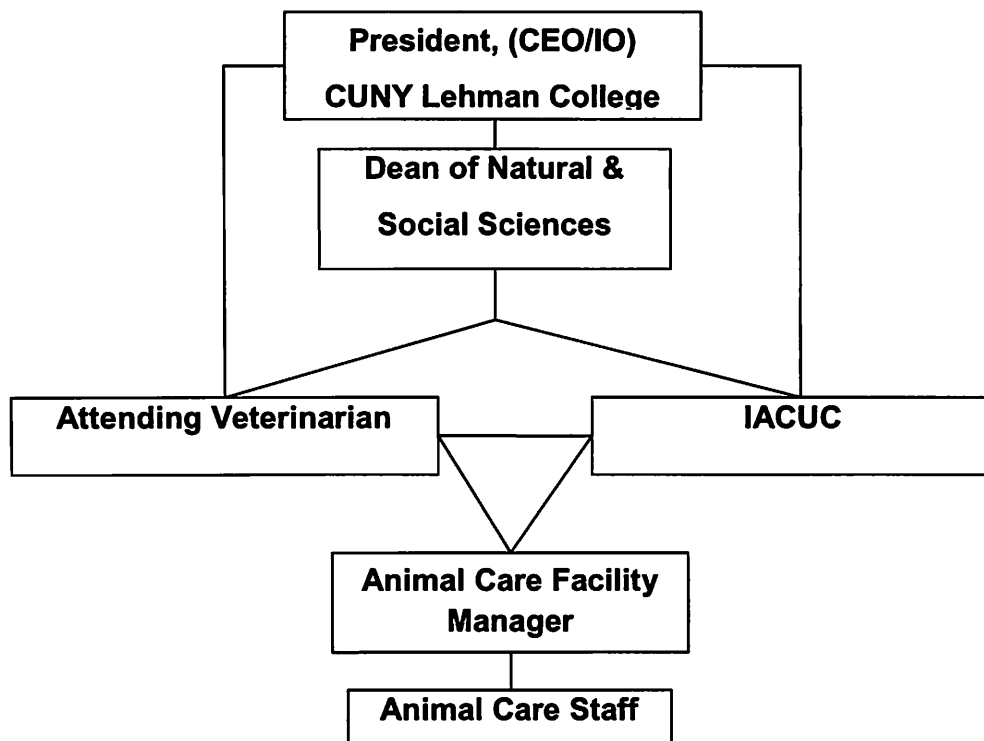 President, (CEO/IO)
CUNY Lehman College
Dean of Natural &
Social Sciences
Attending Veterinarian
IACUC
Animal Care Facility
Manager
Animal Care Staff